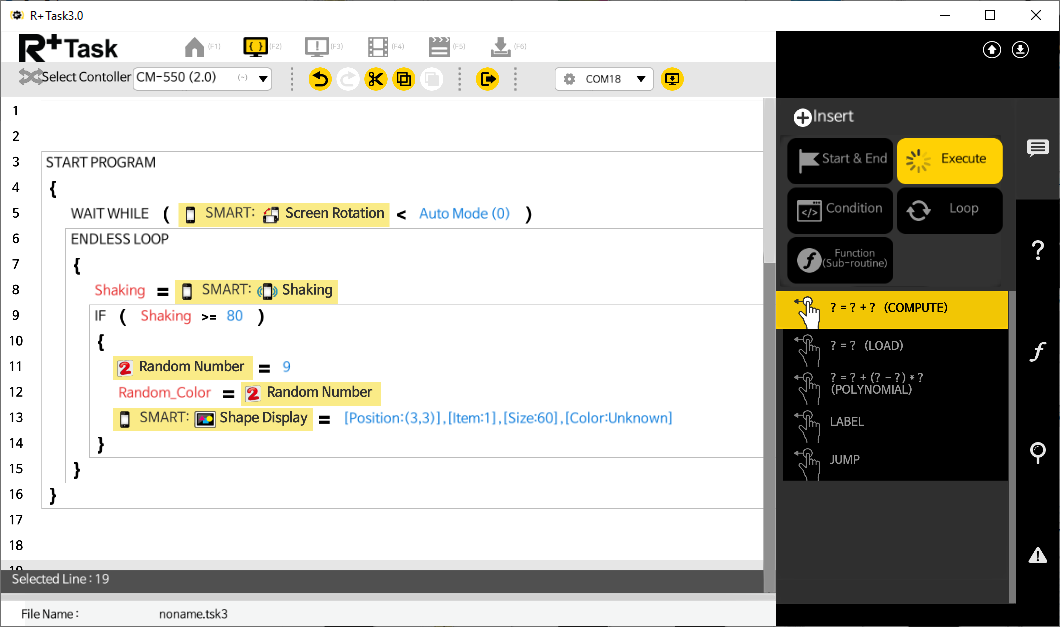 R+Task3.0
R+Task
(F1)
(F2)
(F3)
(F4)
(F5)
(F6)
Select Contoller
CM-550 (2.0)
(-)
COM18
1
2
3 START PROGRAM
4 {
5 WAIT WHILE ( SMART: Screen Rotation < Auto Mode (0) )
6 ENDLESS LOOP
7 {
8 Shaking = SMART: Shaking
9 IF ( Shaking >= 80 )
10 {
11 Random Number = 9
12 Random_Color = Random Number
13 SMART: Shape Display = [Position:(3,3)],[Item:1],[Size:60],[Color:Unknown]
14 }
15 }
16 }
17
18
19
Selected Line : 19
File Name : noname.tsk3
Insert
Start & End
Execute
Condition
Loop
Function
(Sub-routine)
? = ? + ? (COMPUTE)
? = ? (LOAD)
? = ? + (? - ?) * ?
(POLYNOMIAL)
LABEL
JUMP